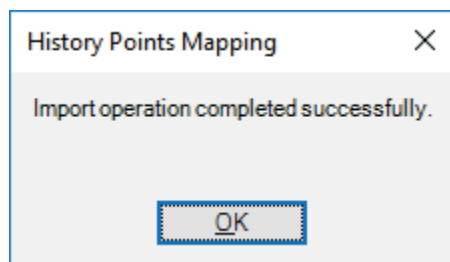 History Points Mapping
Import operation completed successfully.
OK